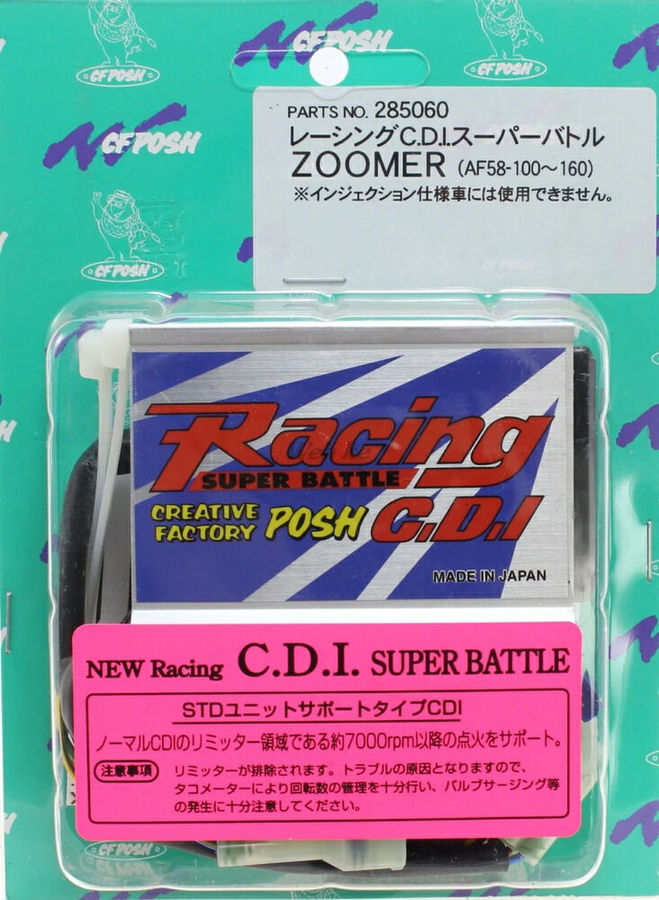 CF POSH
CF POSH
CF POSH
CF POSH
CF POSH
PARTS NO. 285060
レーシングC.D.I.スーパーバトル
ZOOMER (AF58-100～160)
※インジェクション仕様車には使用できません。
Racing
SUPER BATTLE
CREATIVE
FACTORY POSH C.D.I
MADE IN JAPAN
NEW Racing C.D.I. SUPER BATTLE
STDユニットサポートタイプCDI
ノーマルCDIのリミッター領域である約7000rpm以降の点火をサポート。
注意事項 リミッターが排除されます。トラブルの原因となりますので、
タコメーターにより回転数の管理を十分行い、バルブサージング等
の発生に十分注意してください。
CF POSH